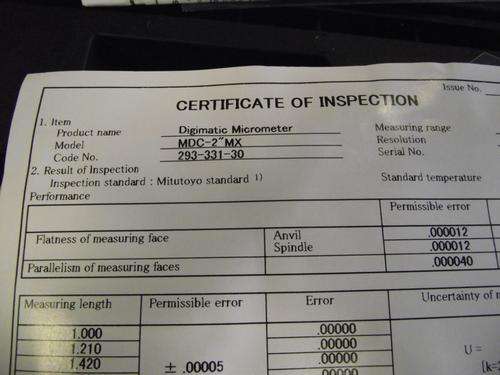 Issue No.
CERTIFICATE OF INSPECTION
1. Item
Product name Digimatic Micrometer Measuring range
Model MDC-2"MX Resolution
Code No. 293-331-30 Serial No.
2. Result of Inspection
Inspection standard : Mitutoyo standard 1) Standard temperature
Performance
Permissible error
Flatness of measuring face Anvil .000012
Spindle .000012
Parallelism of measuring faces .000040
Measuring length Permissible error Error Uncertainty of
1.000 .00000
1.210 .00000
1.420 ± .00005 .00000 U =
.00000